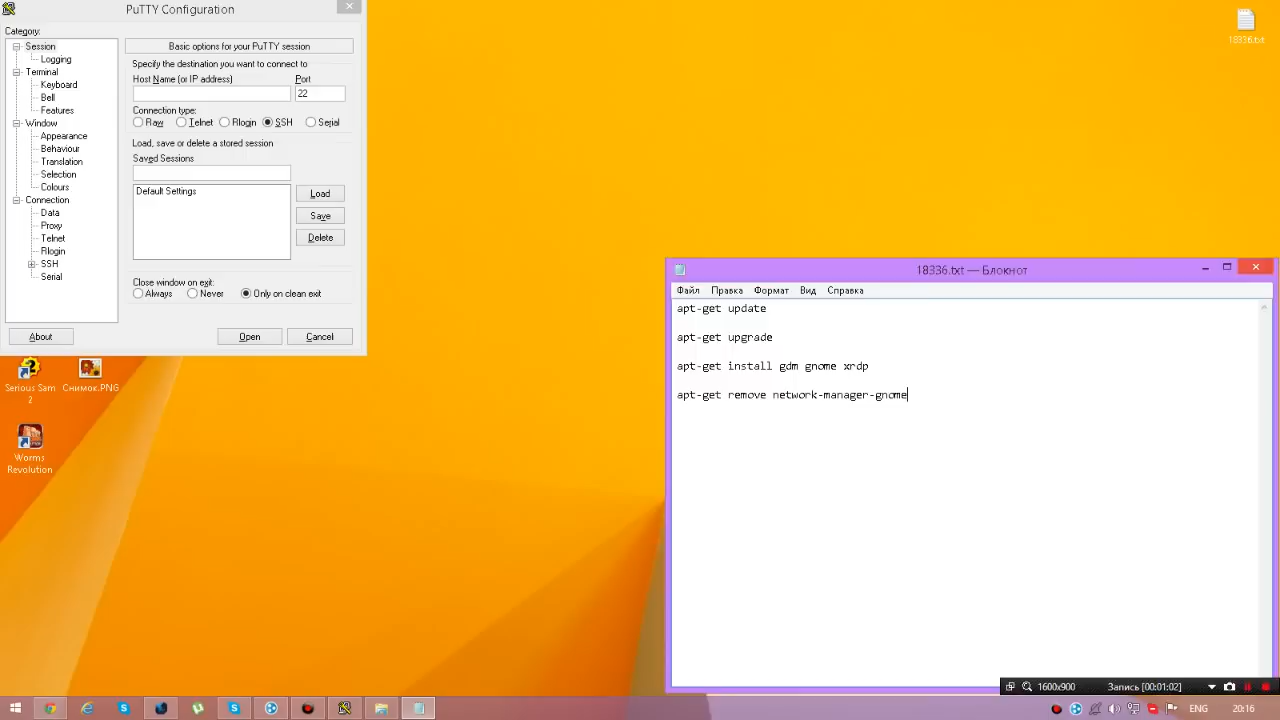 PuTTY Configuration
Category:
Session
Logging
Terminal
Keyboard
Bell
Features
Window
Appearance
Behaviour
Translation
Selection
Colours
Connection
Data
Proxy
Telnet
Rlogin
SSH
Serial
Basic options for your PuTTY session
Specify the destination you want to connect to
Host Name (or IP address) Port
22
Connection type:
Raw Telnet Rlogin SSH Serial
Load, save or delete a stored session
Saved Sessions
Default Settings
Load
Save
Delete
Close window on exit:
Always Never Only on clean exit
About Open Cancel
18336.txt
Serious Sam 2
Снимок.PNG
Worms Revolution
18336.txt — Блокнот
Файл Правка Формат Вид Справка
apt-get update
apt-get upgrade
apt-get install gdm gnome xrdp
apt-get remove network-manager-gnome
1600x900 Запись [00:01:02]
ENG 20:16